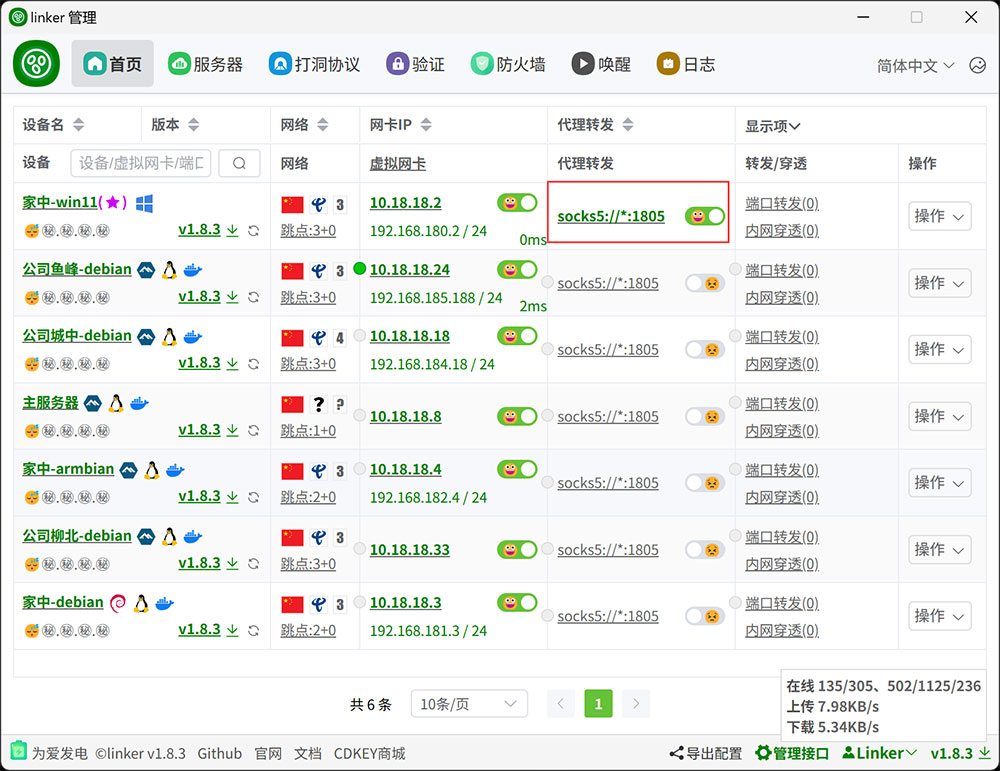 linker 管理
首页 服务器 打洞协议 验证 防火墙 唤醒 日志 简体中文
设备名 版本 网络 网卡IP 代理转发 显示项
设备 设备/虚拟网卡/端口 网络 虚拟网卡 代理转发 转发/穿透 操作
家中-win11(★) 3 10.18.18.2 socks5://*:1805 端口转发(0) 操作
㊙.㊙.㊙.㊙ v1.8.3 跳点:3+0 192.168.180.2 / 24 0ms 内网穿透(0)
公司鱼峰-debian 3 10.18.18.24 socks5://*:1805 端口转发(0) 操作
㊙.㊙.㊙.㊙ v1.8.3 跳点:3+0 192.168.185.188 / 24 2ms 内网穿透(0)
公司城中-debian 4 10.18.18.18 socks5://*:1805 端口转发(0) 操作
㊙.㊙.㊙.㊙ v1.8.3 跳点:3+0 192.168.184.18 / 24 内网穿透(0)
主服务器 ? ? 10.18.18.8 socks5://*:1805 端口转发(0) 操作
㊙.㊙.㊙.㊙ v1.8.3 跳点:1+0 内网穿透(0)
家中-armbian 3 10.18.18.4 socks5://*:1805 端口转发(0) 操作
㊙.㊙.㊙.㊙ v1.8.3 跳点:2+0 192.168.182.4 / 24 内网穿透(0)
公司柳北-debian 3 10.18.18.33 socks5://*:1805 端口转发(0) 操作
㊙.㊙.㊙.㊙ v1.8.3 跳点:3+0 内网穿透(0)
家中-debian 3 10.18.18.3 socks5://*:1805 端口转发(0) 操作
㊙.㊙.㊙.㊙ v1.8.3 跳点:2+0 192.168.181.3 / 24 内网穿透(0)
共 6 条 10条/页 1
在线 135/305、502/1125/236
上传 7.98KB/s
下载 5.34KB/s
为爱发电 ©linker v1.8.3 Github 官网 文档 CDKEY商城 导出配置 管理接口 Linker v1.8.3